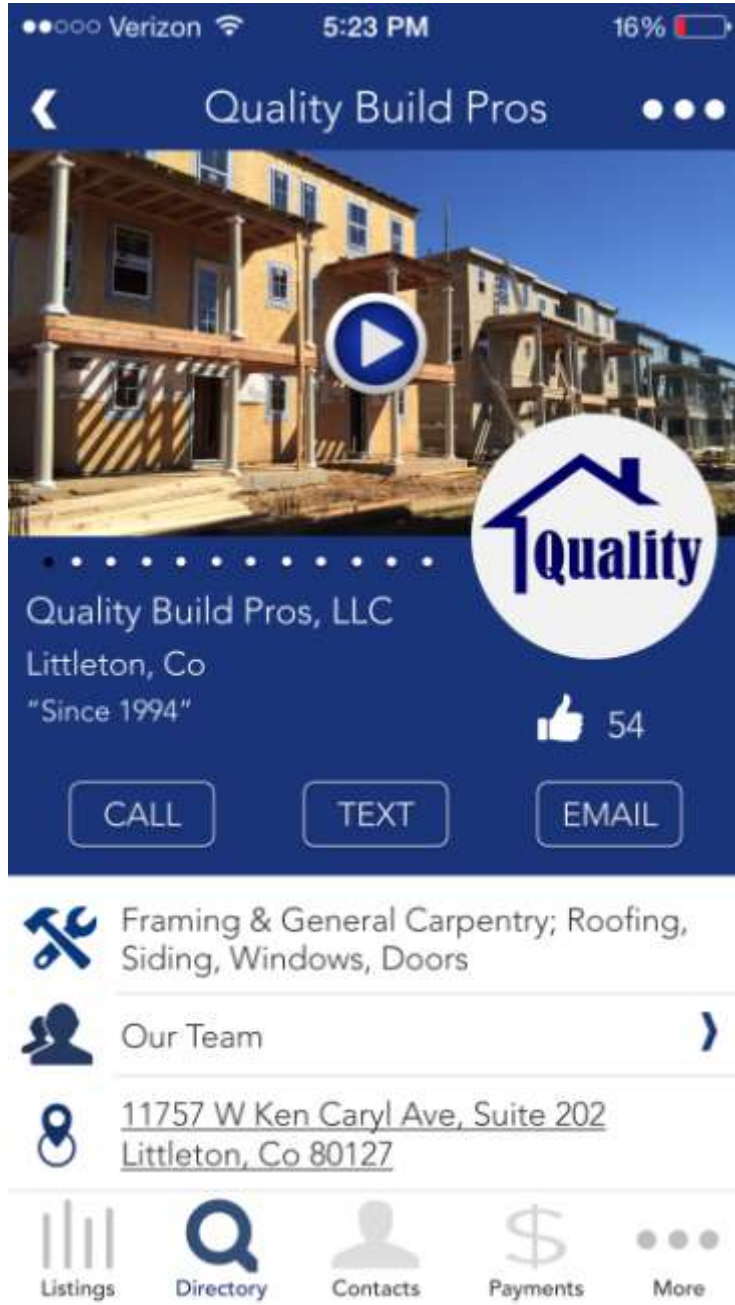 Verizon 5:23 PM 16%
Quality Build Pros
Quality
Quality Build Pros, LLC
Littleton, Co
“Since 1994”
54
CALL TEXT EMAIL
Framing & General Carpentry; Roofing,
Siding, Windows, Doors
Our Team
11757 W Ken Caryl Ave, Suite 202
Littleton, Co 80127
Listings Directory Contacts Payments More